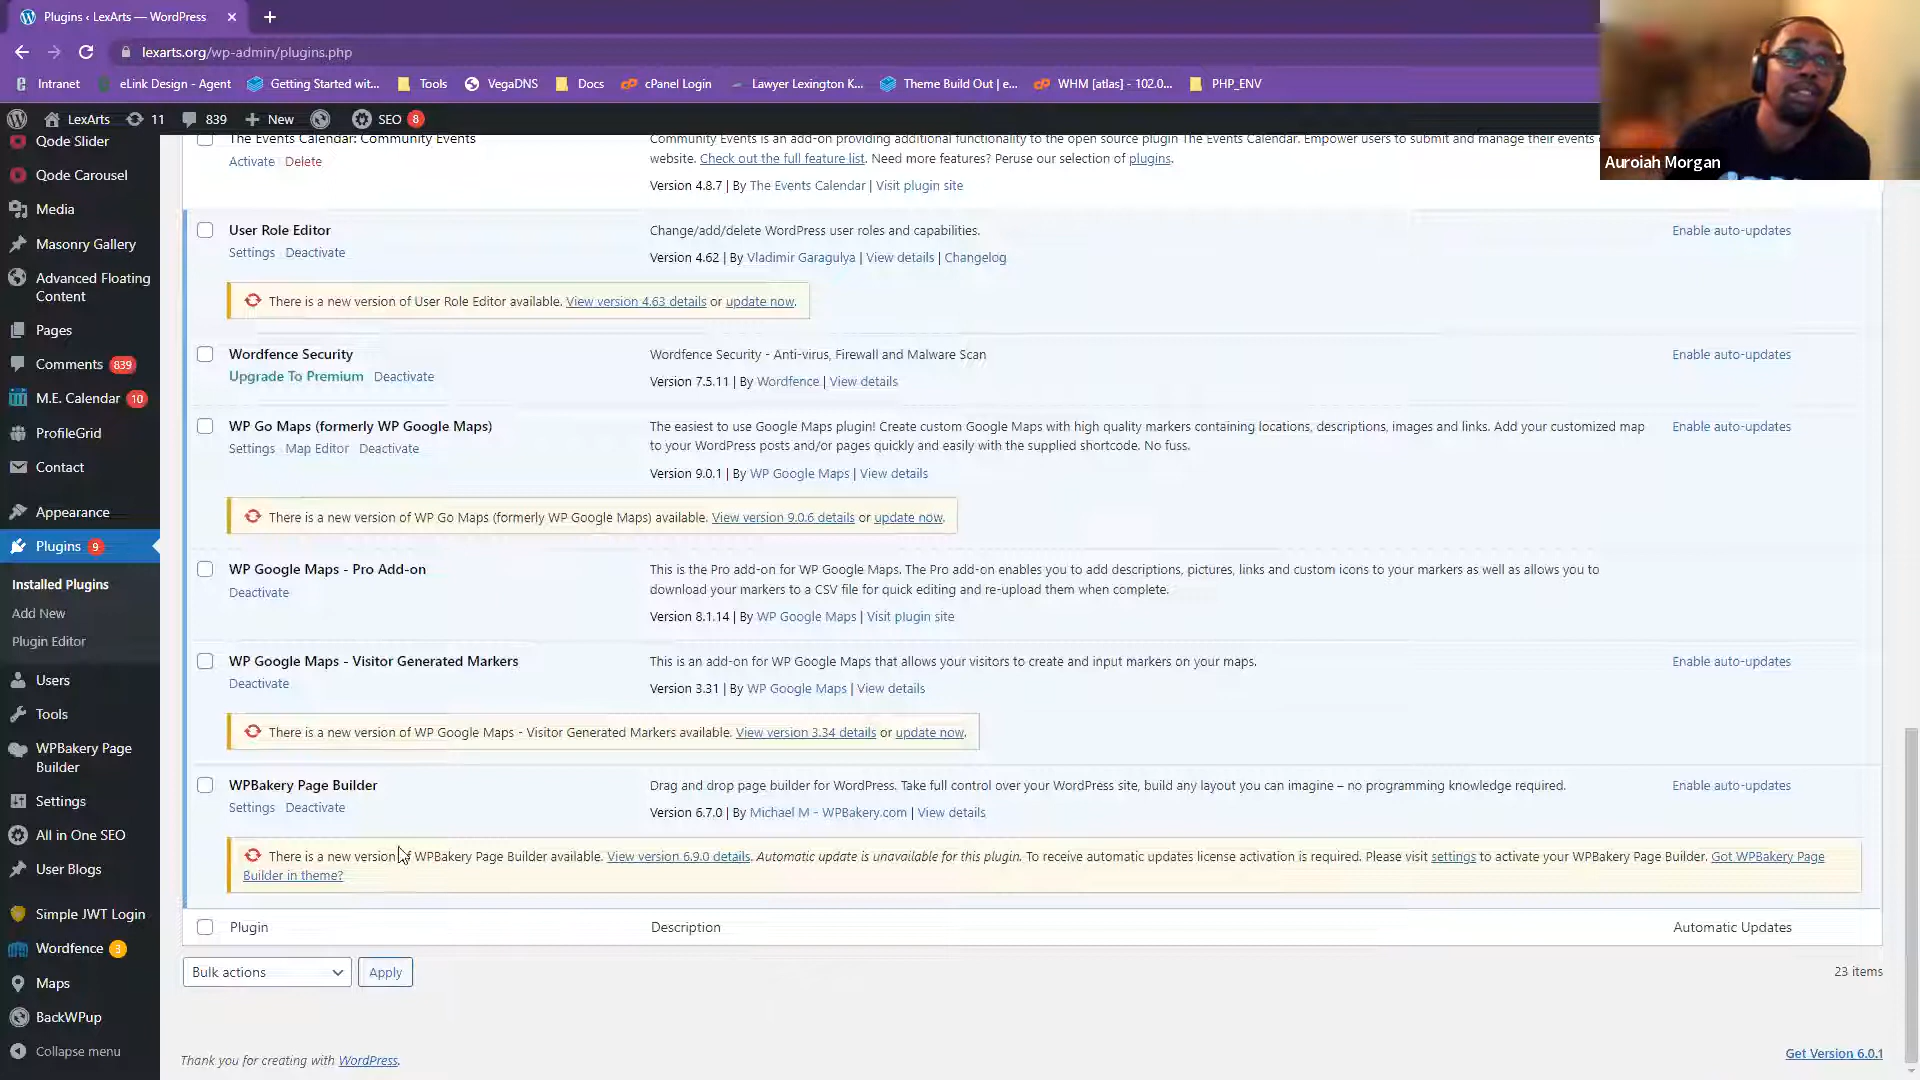 Plugins ‹ LexArts — WordPress
lexarts.org/wp-admin/plugins.php
Intranet eLink Design - Agent Getting Started wit... Tools VegaDNS Docs cPanel Login Lawyer Lexington K... Theme Build Out | e... WHM [atlas] - 102.0... PHP_ENV
LexArts 11 839 New SEO 8
Auroiah Morgan
Qode Slider
Qode Carousel
Media
Masonry Gallery
Advanced Floating
Content
Pages
Comments 839
M.E. Calendar 10
ProfileGrid
Contact
Appearance
Plugins 9
Installed Plugins
Add New
Plugin Editor
Users
Tools
WPBakery Page
Builder
Settings
All in One SEO
User Blogs
Simple JWT Login
Wordfence 3
Maps
BackWPup
Collapse menu
The Events Calendar: Community Events
Activate Delete
Community Events is an add-on providing additional functionality to the open source plugin The Events Calendar. Empower users to submit and manage their events
website. Check out the full feature list. Need more features? Peruse our selection of plugins.
Version 4.8.7 | By The Events Calendar | Visit plugin site
User Role Editor
Settings Deactivate
Change/add/delete WordPress user roles and capabilities.
Version 4.62 | By Vladimir Garagulya | View details | Changelog
Enable auto-updates
There is a new version of User Role Editor available. View version 4.63 details or update now.
Wordfence Security
Upgrade To Premium Deactivate
Wordfence Security - Anti-virus, Firewall and Malware Scan
Version 7.5.11 | By Wordfence | View details
Enable auto-updates
WP Go Maps (formerly WP Google Maps)
Settings Map Editor Deactivate
The easiest to use Google Maps plugin! Create custom Google Maps with high quality markers containing locations, descriptions, images and links. Add your customized map
to your WordPress posts and/or pages quickly and easily with the supplied shortcode. No fuss.
Version 9.0.1 | By WP Google Maps | View details
Enable auto-updates
There is a new version of WP Go Maps (formerly WP Google Maps) available. View version 9.0.6 details or update now.
WP Google Maps - Pro Add-on
Deactivate
This is the Pro add-on for WP Google Maps. The Pro add-on enables you to add descriptions, pictures, links and custom icons to your markers as well as allows you to
download your markers to a CSV file for quick editing and re-upload them when complete.
Version 8.1.14 | By WP Google Maps | Visit plugin site
WP Google Maps - Visitor Generated Markers
Deactivate
This is an add-on for WP Google Maps that allows your visitors to create and input markers on your maps.
Version 3.31 | By WP Google Maps | View details
Enable auto-updates
There is a new version of WP Google Maps - Visitor Generated Markers available. View version 3.34 details or update now.
WPBakery Page Builder
Settings Deactivate
Drag and drop page builder for WordPress. Take full control over your WordPress site, build any layout you can imagine – no programming knowledge required.
Version 6.7.0 | By Michael M - WPBakery.com | View details
Enable auto-updates
There is a new version of WPBakery Page Builder available. View version 6.9.0 details. Automatic update is unavailable for this plugin. To receive automatic updates license activation is required. Please visit settings to activate your WPBakery Page Builder. Got WPBakery Page
Builder in theme?
Plugin Description Automatic Updates
Bulk actions Apply
23 items
Thank you for creating with WordPress.
Get Version 6.0.1